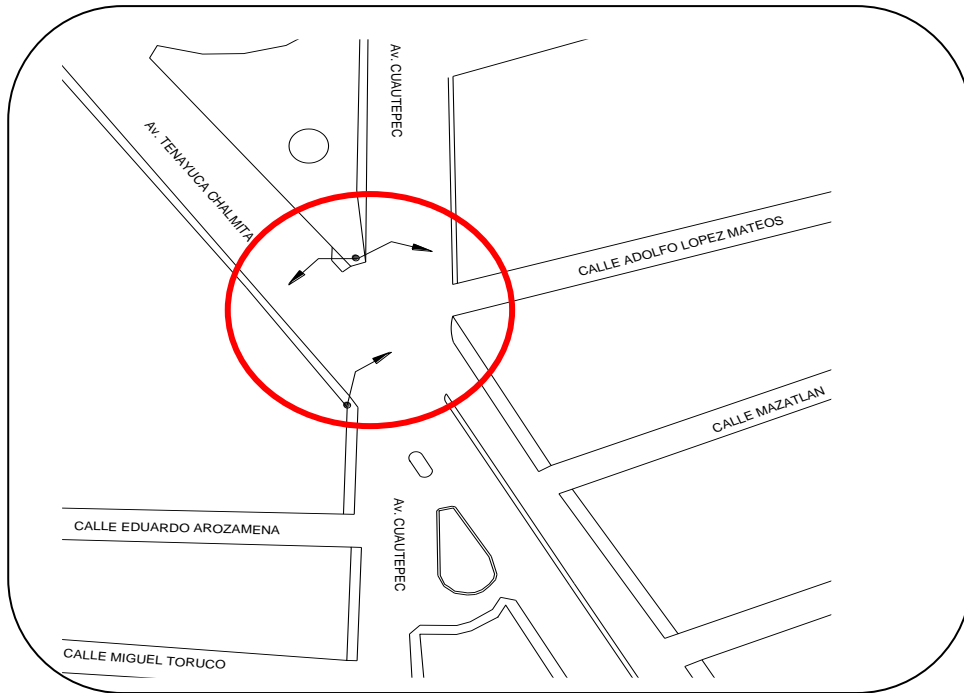 Av. CUAUTEPEC
Av. TENAYUCA CHALMITA
CALLE ADOLFO LOPEZ MATEOS
CALLE MAZATLAN
Av. CUAUTEPEC
CALLE EDUARDO AROZAMENA
CALLE MIGUEL TORUCO